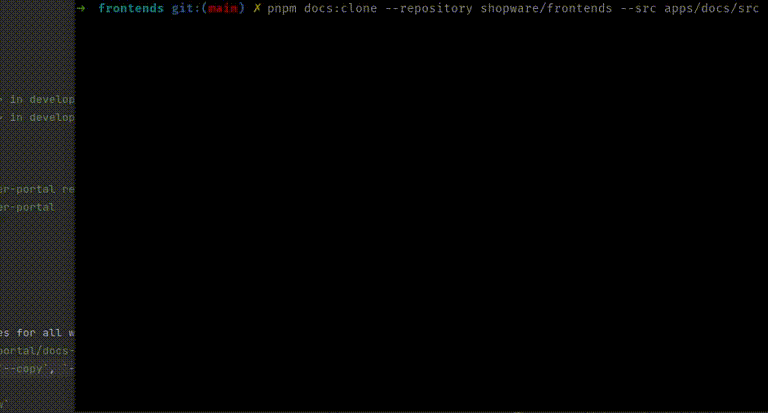 ➜ frontends git:(main) ✗ pnpm docs:clone --repository shopware/frontends --src apps/docs/src
in develop
in develop
er-portal re
er-portal
es for all w
portal/docs-
--copy`, `-